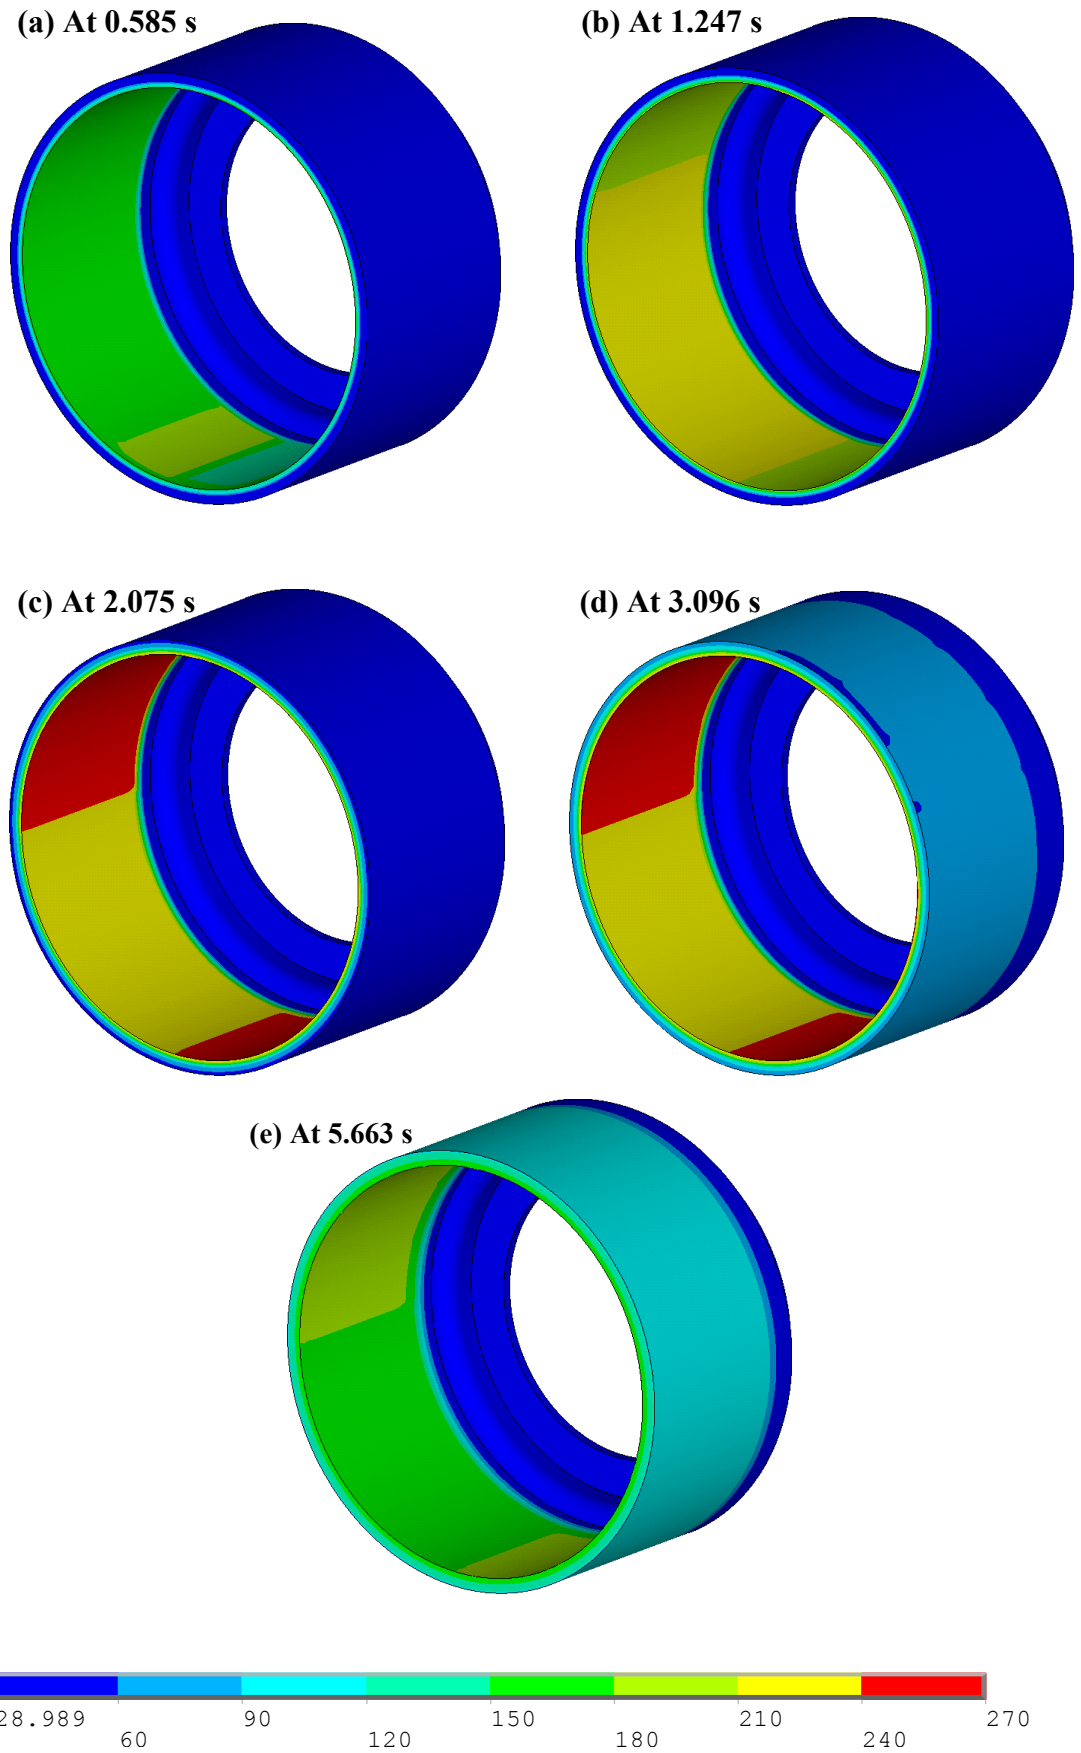 (a) At 0.585 s
(b) At 1.247 s
(c) At 2.075 s
(d) At 3.096 s
(e) At 5.663 s
28.989 90 150 210 270
60 120 180 240